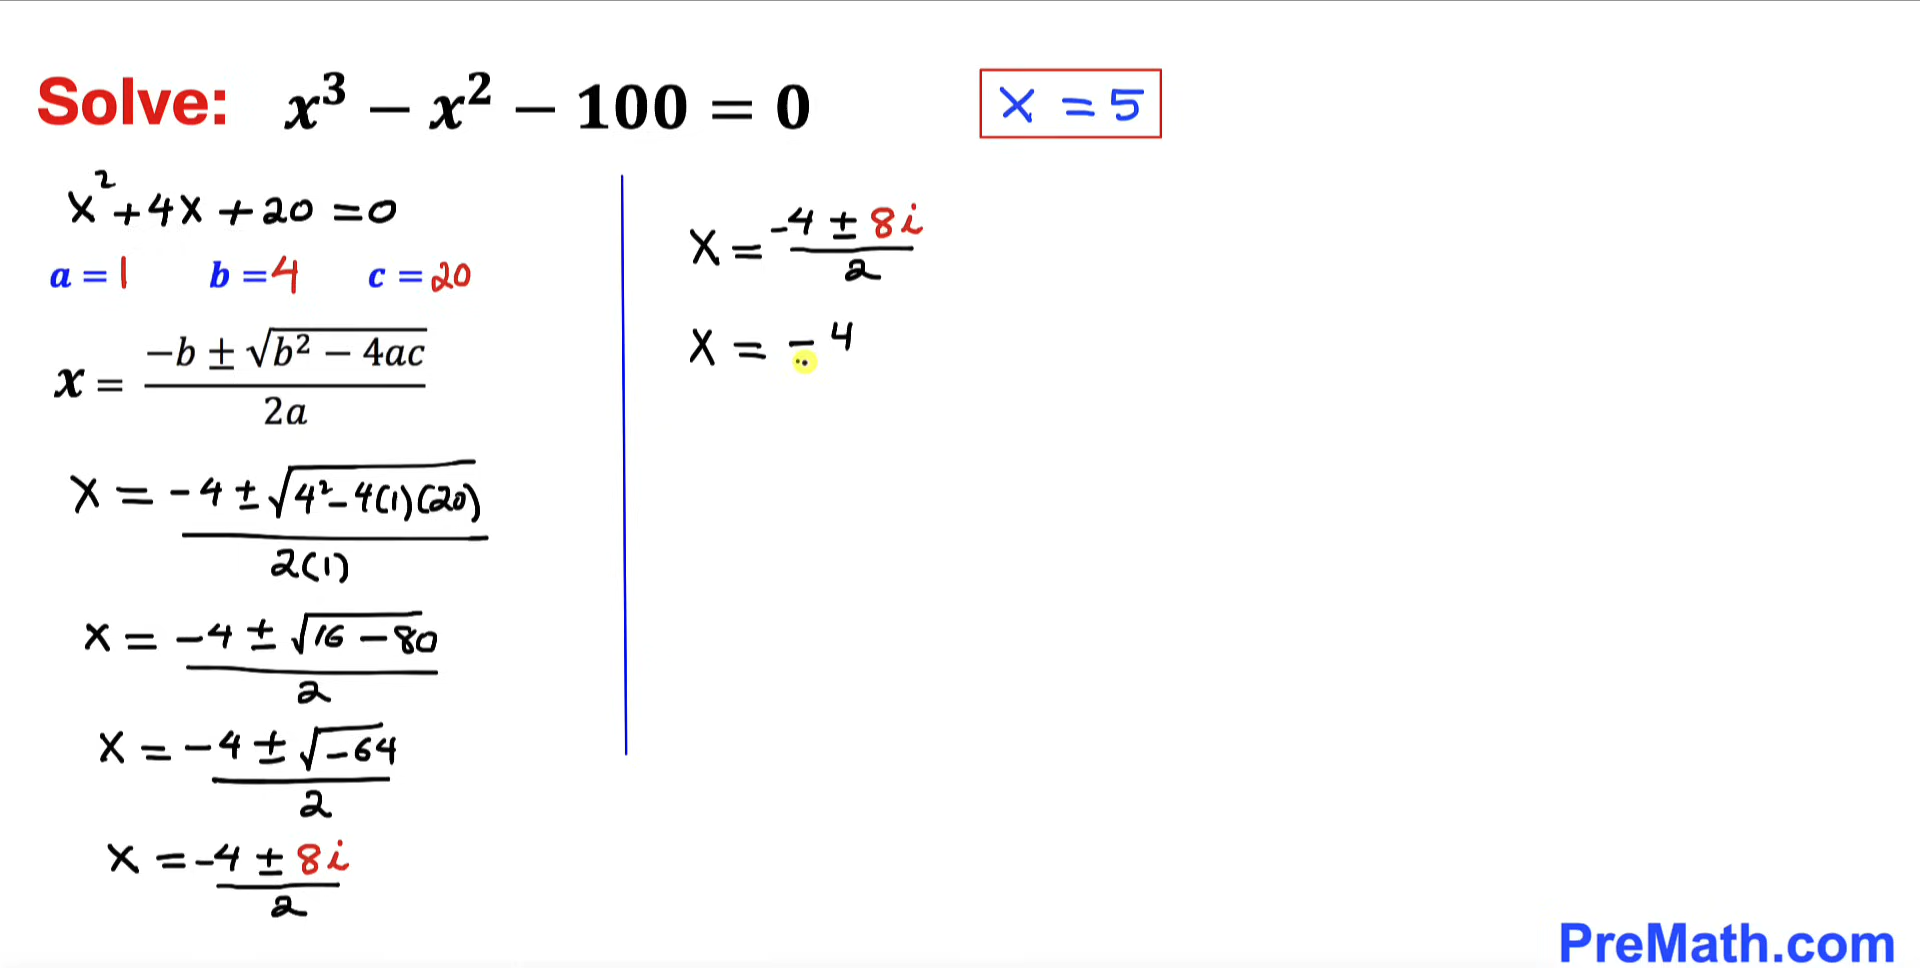 Solve: x³ − x² − 100 = 0
x = 5
x² + 4x + 20 = 0
a = 1 b = 4 c = 20
x = (−b ± √(b² − 4ac)) / 2a
x = (−4 ± √(4² − 4(1)(20))) / 2(1)
x = (−4 ± √(16 − 80)) / 2
x = (−4 ± √(−64)) / 2
x = (−4 ± 8i) / 2
x = (−4 ± 8i) / 2
x = −4
PreMath.com